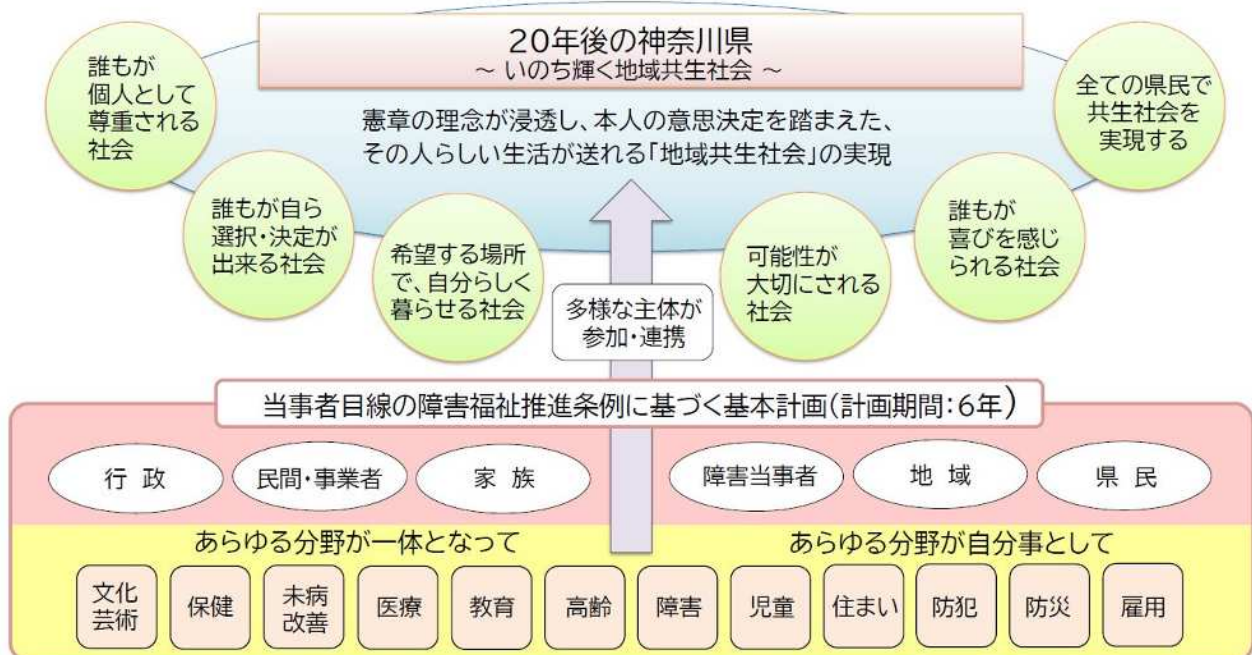 20年後の神奈川県
～ いのち輝く地域共生社会 ～
憲章の理念が浸透し、本人の意思決定を踏まえた、
その人らしい生活が送れる「地域共生社会」の実現
誰もが
個人として
尊重される
社会
誰もが自ら
選択・決定が
出来る社会
希望する場所
で、自分らしく
暮らせる社会
可能性が
大切にされる
社会
誰もが
喜びを感じ
られる社会
全ての県民で
共生社会を
実現する
多様な主体が
参加・連携
当事者目線の障害福祉推進条例に基づく基本計画(計画期間：6年)
行 政
民間・事業者
家 族
障害当事者
地 域
県 民
あらゆる分野が一体となって
あらゆる分野が自分事として
文化
芸術
保健
未病
改善
医療
教育
高齢
障害
児童
住まい
防犯
防災
雇用